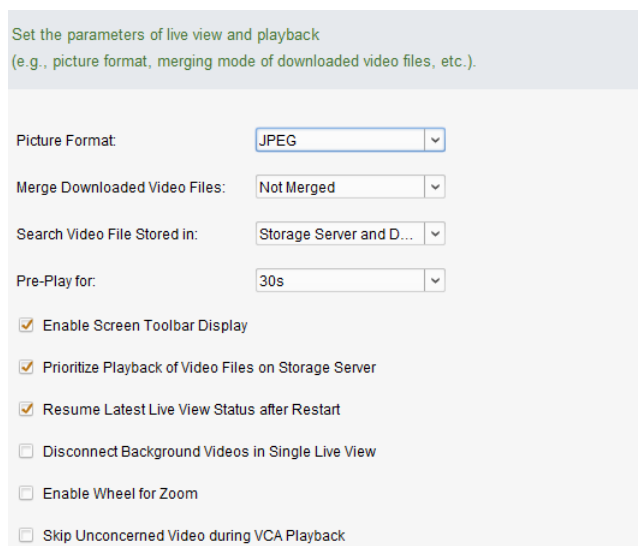 Set the parameters of live view and playback
(e.g., picture format, merging mode of downloaded video files, etc.).
Picture Format: JPEG
Merge Downloaded Video Files: Not Merged
Search Video File Stored in: Storage Server and D...
Pre-Play for: 30s
Enable Screen Toolbar Display
Prioritize Playback of Video Files on Storage Server
Resume Latest Live View Status after Restart
Disconnect Background Videos in Single Live View
Enable Wheel for Zoom
Skip Unconcerned Video during VCA Playback